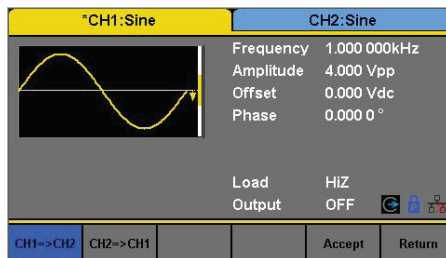 *CH1:Sine CH2:Sine
Frequency 1.000 000kHz
Amplitude 4.000 Vpp
Offset 0.000 Vdc
Phase 0.000 0 °
Load HiZ
Output OFF
CH1=>CH2 CH2=>CH1 Accept Return